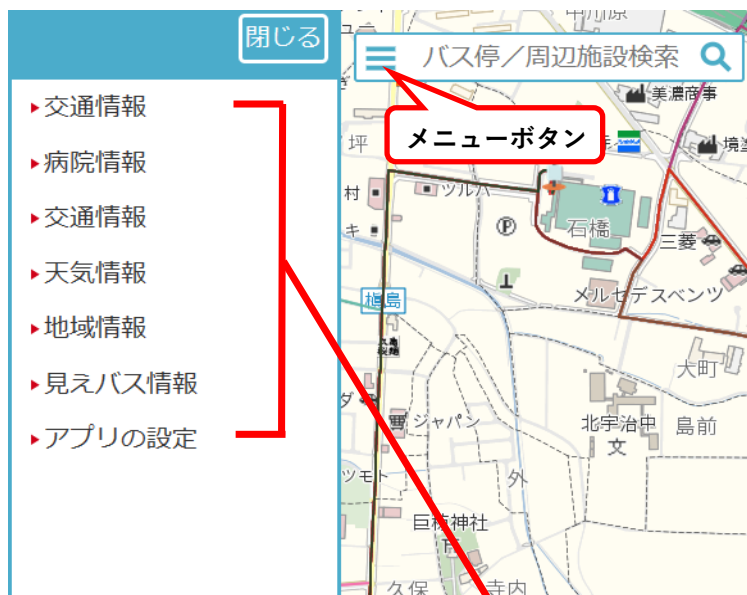 閉じる
交通情報
病院情報
交通情報
天気情報
地域情報
見えバス情報
アプリの設定
バス停／周辺施設検索
美濃商事
メニューボタン
境
坪
村
ツルハ
石橋
キ
三菱
メルセデスベンツ
槇島
大町
ダ
ジャパン
北宇治中
文
島前
ツモト
外
巨椋神社
久保
寺内